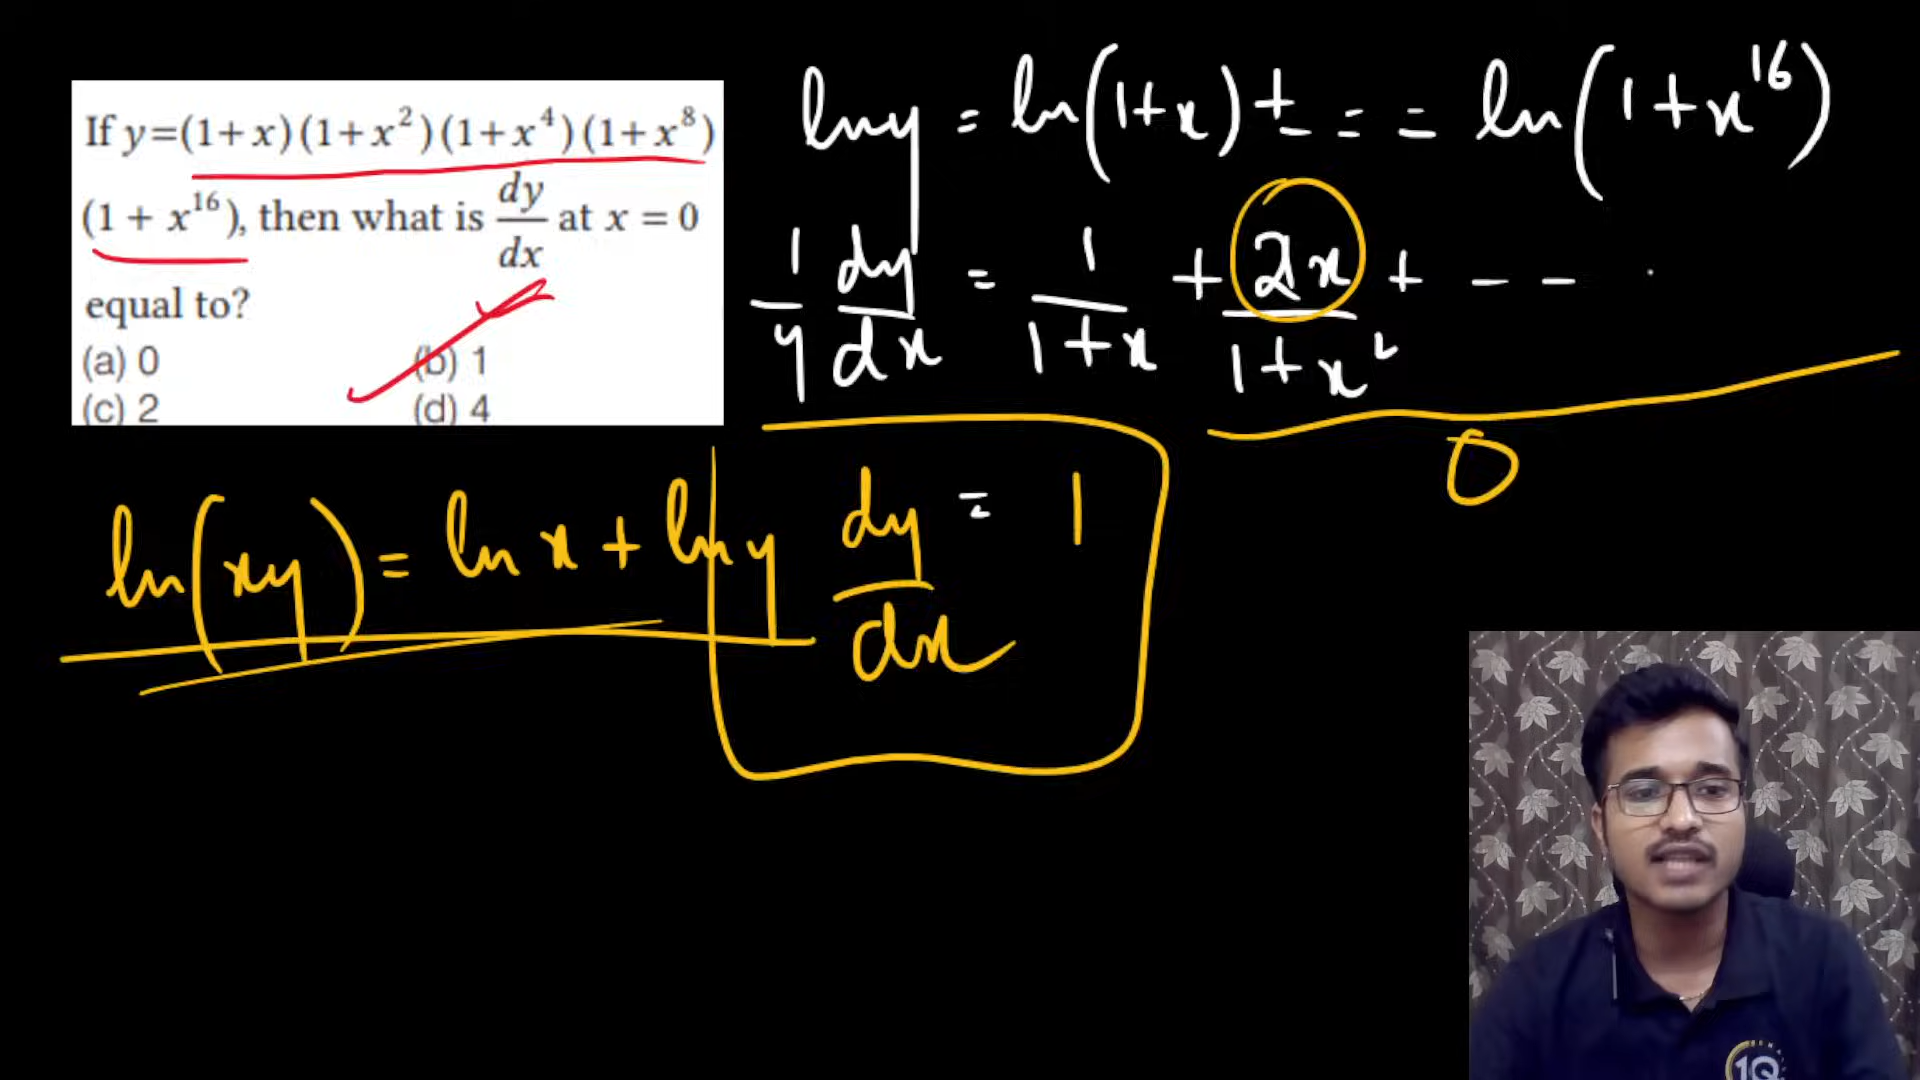 If y=(1+x)(1+x²)(1+x⁴)(1+x⁸)
(1 + x¹⁶), then what is dy/dx at x = 0
equal to?
(a) 0 (b) 1
(c) 2 (d) 4
ln y = ln(1+x) + - = = ln(1+x¹⁶)
1/y dy/dx = 1/(1+x) + 2x/(1+x²) + - - .
0
ln(xy) = ln x + ln y
dy/dx = 1
1Q